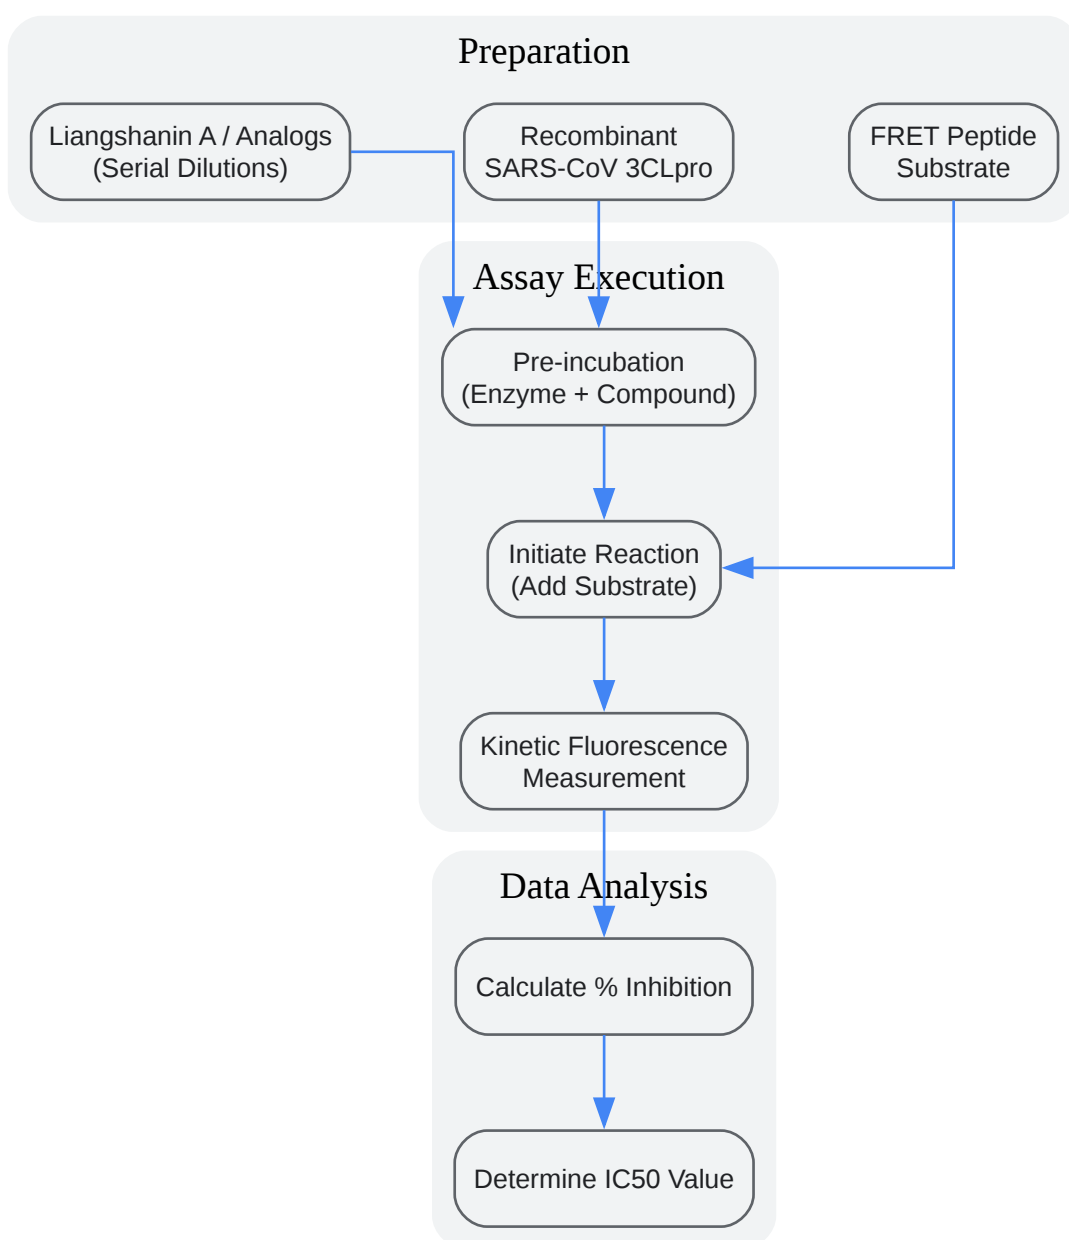 Preparation
Liangshanin A / Analogs
(Serial Dilutions)
Recombinant
SARS-CoV 3CLpro
FRET Peptide
Substrate
Assay Execution
Pre-incubation
(Enzyme + Compound)
Initiate Reaction
(Add Substrate)
Kinetic Fluorescence
Measurement
Data Analysis
Calculate % Inhibition
Determine IC50 Value